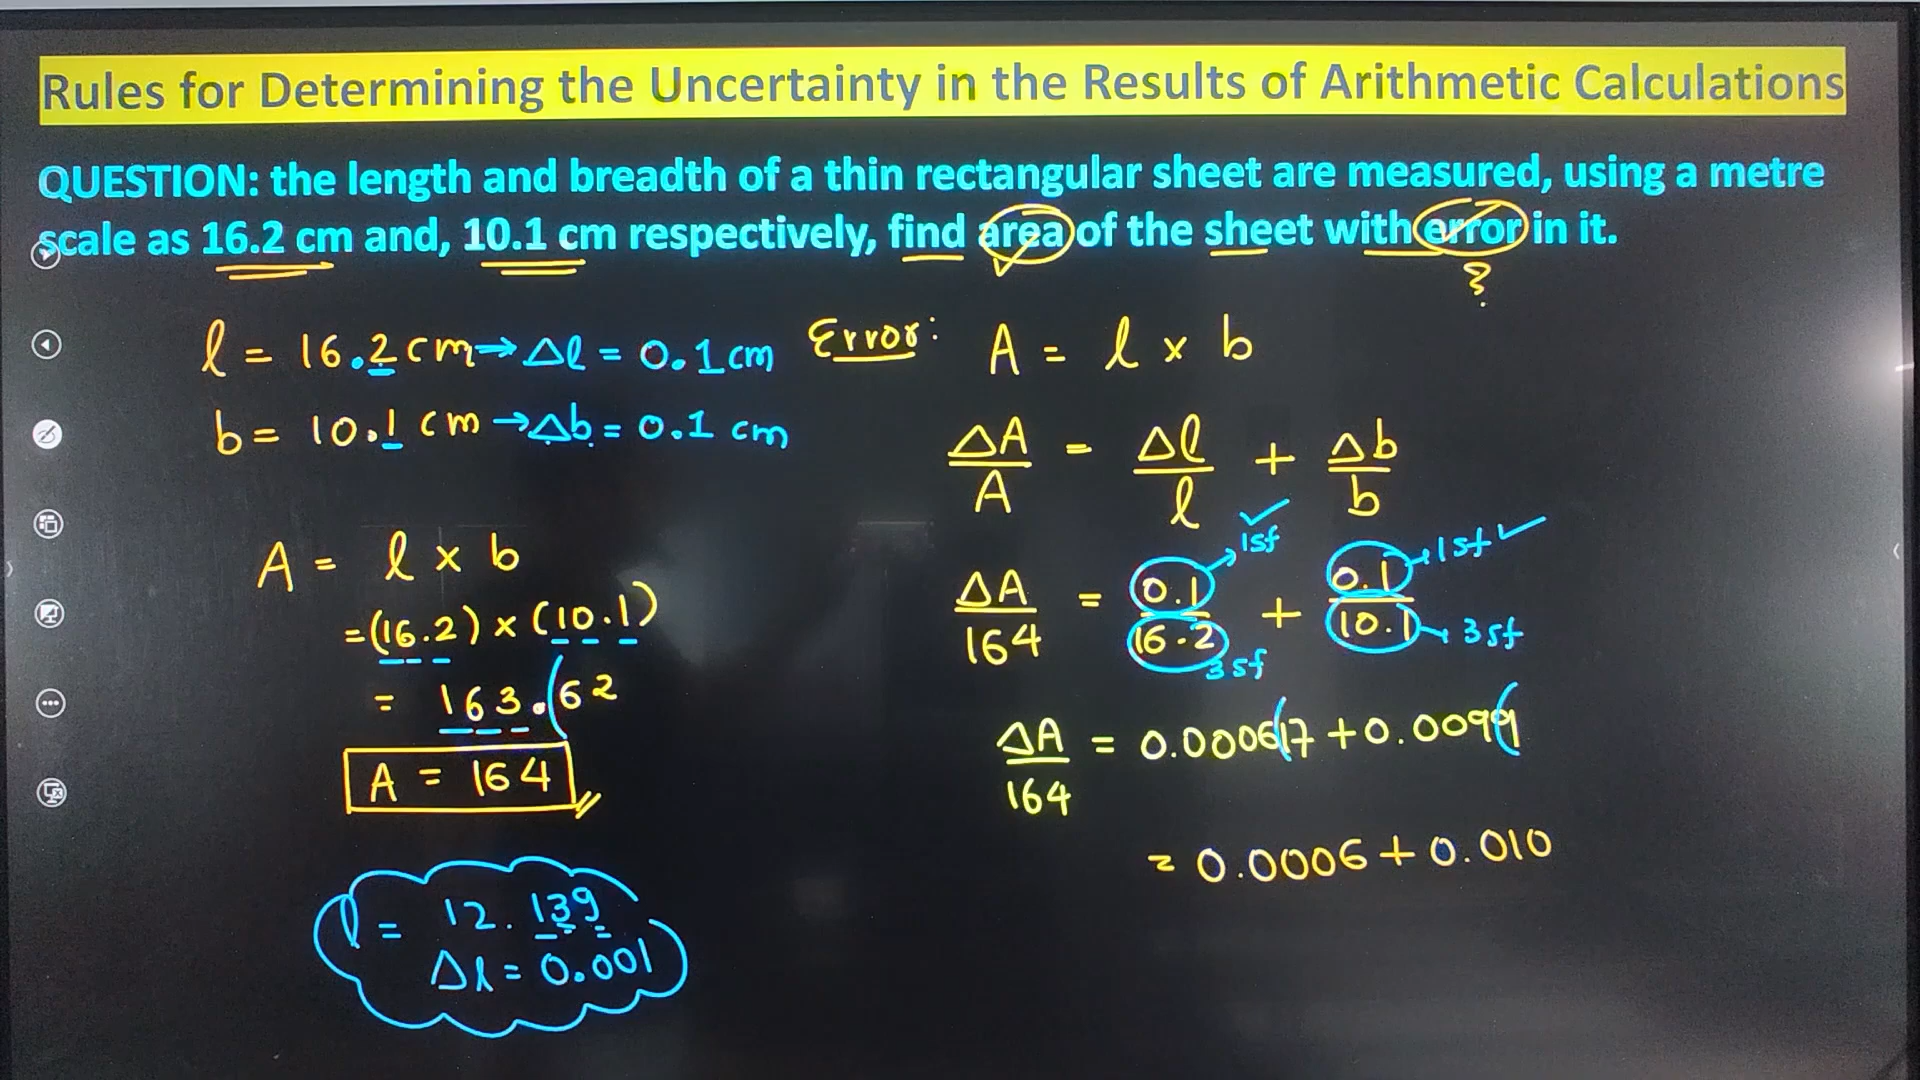 Rules for Determining the Uncertainty in the Results of Arithmetic Calculations
QUESTION: the length and breadth of a thin rectangular sheet are measured, using a metre
scale as 16.2 cm and, 10.1 cm respectively, find area of the sheet with error in it.
?
l = 16.2 cm → Δl = 0.1 cm
b = 10.1 cm → Δb = 0.1 cm
A = l × b
= (16.2) × (10.1)
= 163.(62
A = 164
l = 12.139
Δl = 0.001
Error: A = l × b
ΔA/A = Δl/l + Δb/b
ΔA/164 = 0.1/16.2 + 0.1/10.1
1sf
1sf
3sf
3sf
ΔA/164 = 0.0006(17 + 0.009(9
= 0.0006 + 0.010